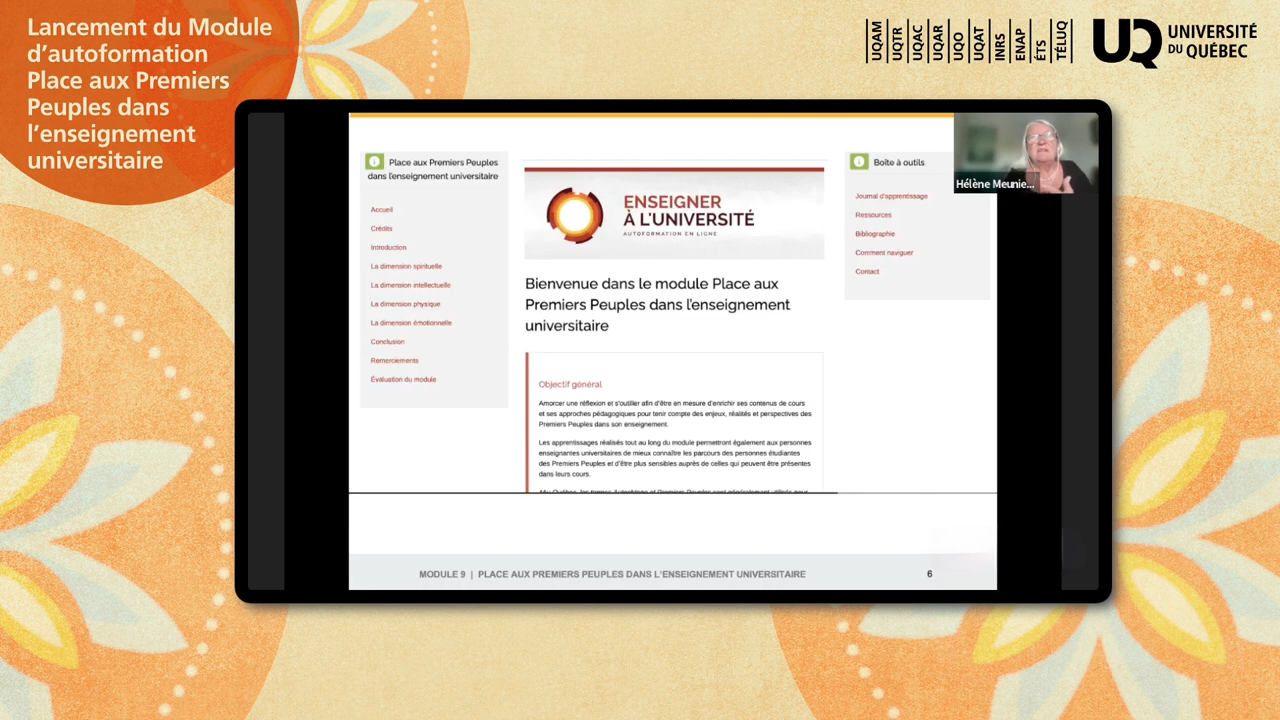 Lancement du Module
d'autoformation
Place aux Premiers
Peuples dans
l'enseignement
universitaire
UQAM
UQTR
UQAC
UQAR
UQO
UQAT
INRS
ENAP
ÉTS
TÉLUQ
UQ
UNIVERSITÉ
DU QUÉBEC
Place aux Premiers Peuples
dans l'enseignement universitaire
Accueil
Crédits
Introduction
La dimension spirituelle
La dimension intellectuelle
La dimension physique
La dimension émotionnelle
Conclusion
Remerciements
Évaluation du module
ENSEIGNER
À L'UNIVERSITÉ
AUTOFORMATION EN LIGNE
Bienvenue dans le module Place aux
Premiers Peuples dans l'enseignement
universitaire
Objectif général
Amorcer une réflexion et s'outiller afin d'être en mesure d'enrichir ses contenus de cours
et ses approches pédagogiques pour tenir compte des enjeux, réalités et perspectives des
Premiers Peuples dans son enseignement.
Les apprentissages réalisés tout au long du module permettront également aux personnes
enseignantes universitaires de mieux connaître les parcours des personnes étudiantes
des Premiers Peuples et d'être plus sensibles auprès de celles qui peuvent être présentes
dans leurs cours.
Boîte à outils
Journal d'apprentissage
Ressources
Bibliographie
Comment naviguer
Contact
Hélène Meunie...
MODULE 9 | PLACE AUX PREMIERS PEUPLES DANS L'ENSEIGNEMENT UNIVERSITAIRE
6